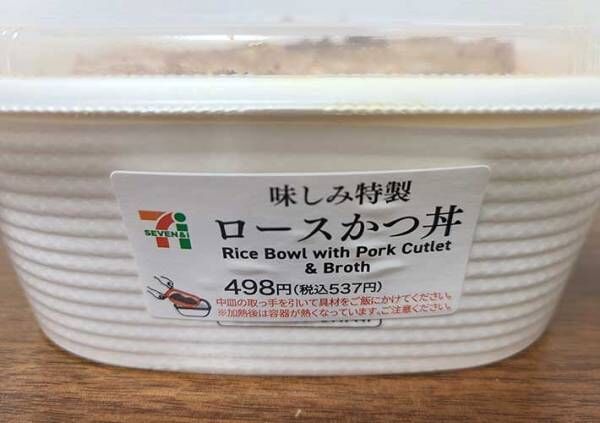 味しみ特製
SEVEN&i
ロースかつ丼
Rice Bowl with Pork Cutlet
& Broth
498円(税込537円)
中皿の取っ手を引いて具材をご飯にかけてください。
※加熱後は容器が熱くなっています。ご注意ください。